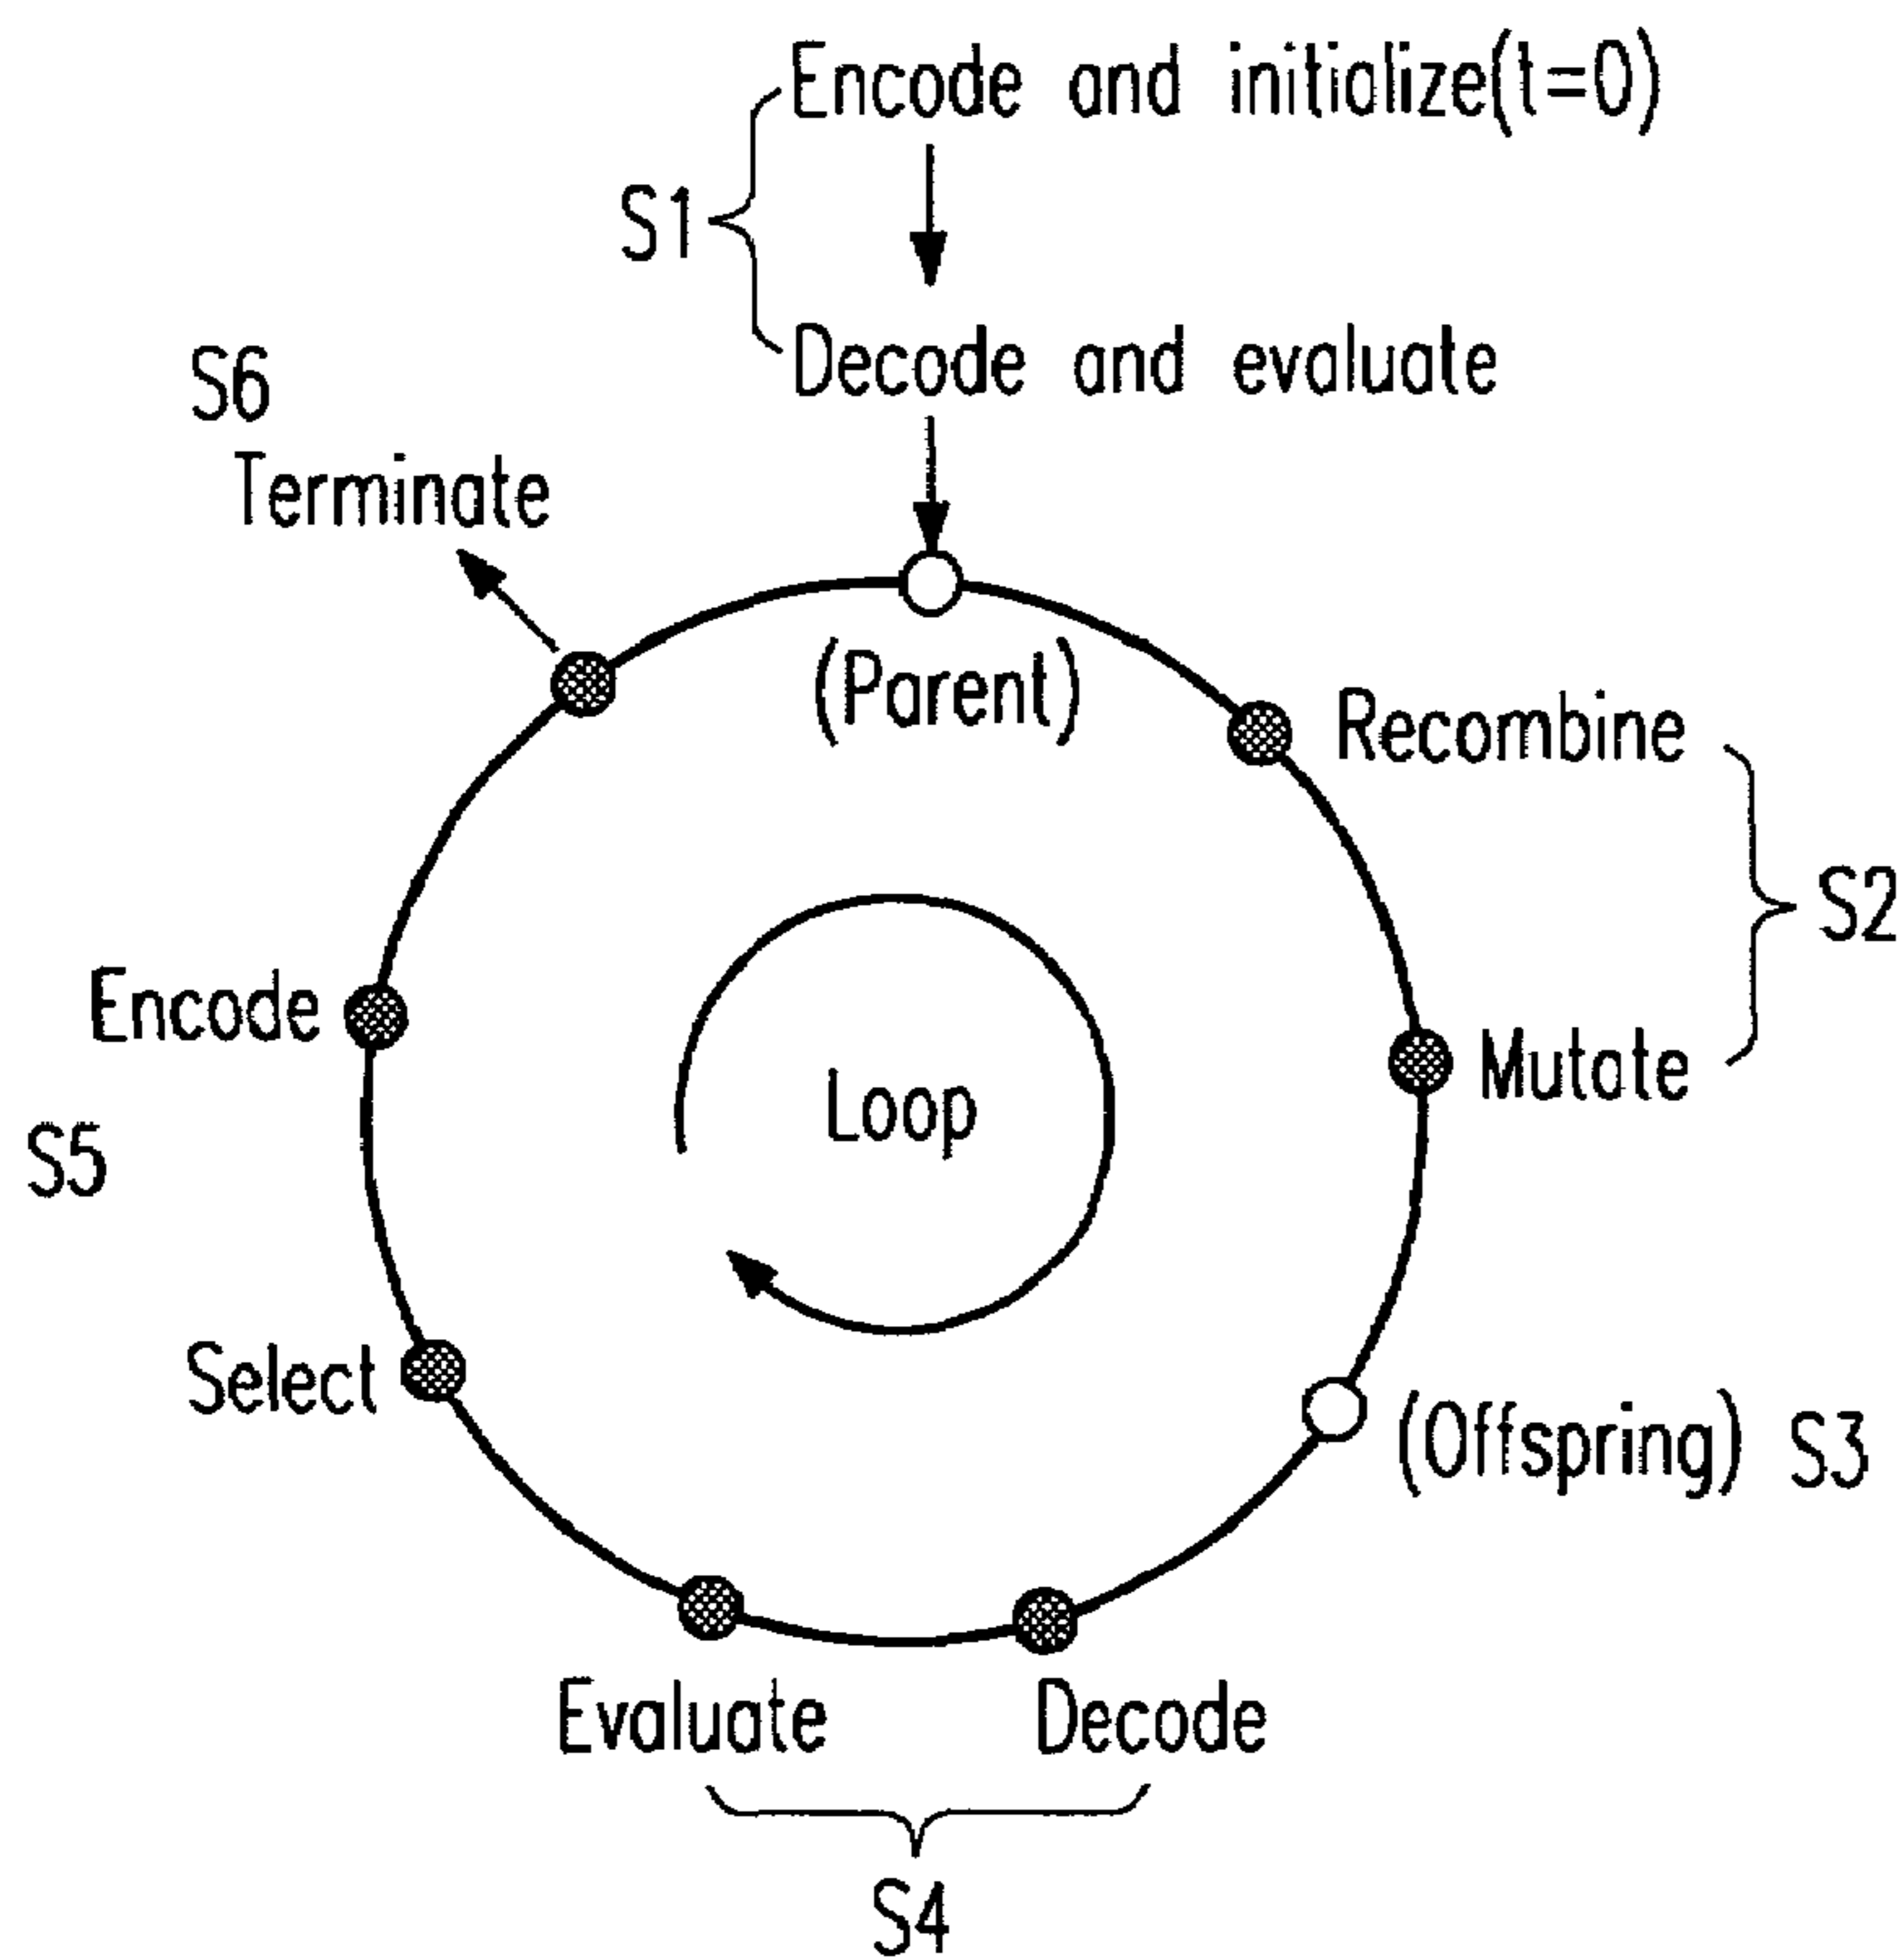 Encode and initialize(t=0)
S1
Decode and evaluate
S6
Terminate
(Parent)
Recombine
S2
Encode
Loop
Mutate
S5
Select
(Offspring) S3
Evaluate
Decode
S4